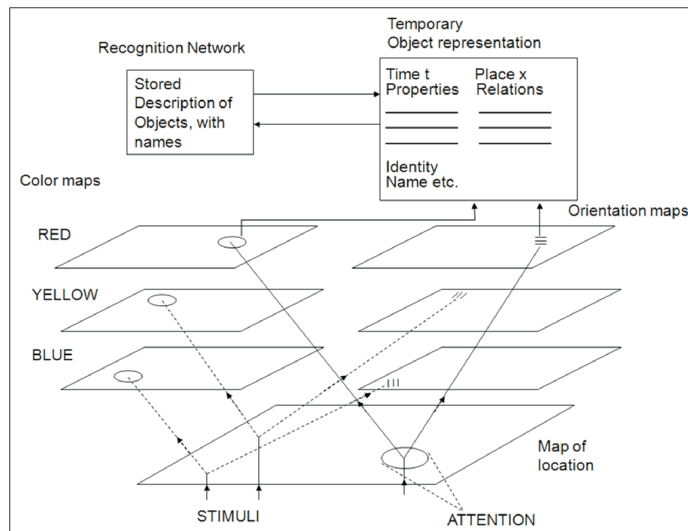 Temporary
Object representation
Recognition Network
Time t Place x
Properties Relations
Stored
Description of
Objects, with
names
Identity
Name etc.
Color maps
Orientation maps
RED
YELLOW
BLUE
Map of
location
STIMULI
ATTENTION